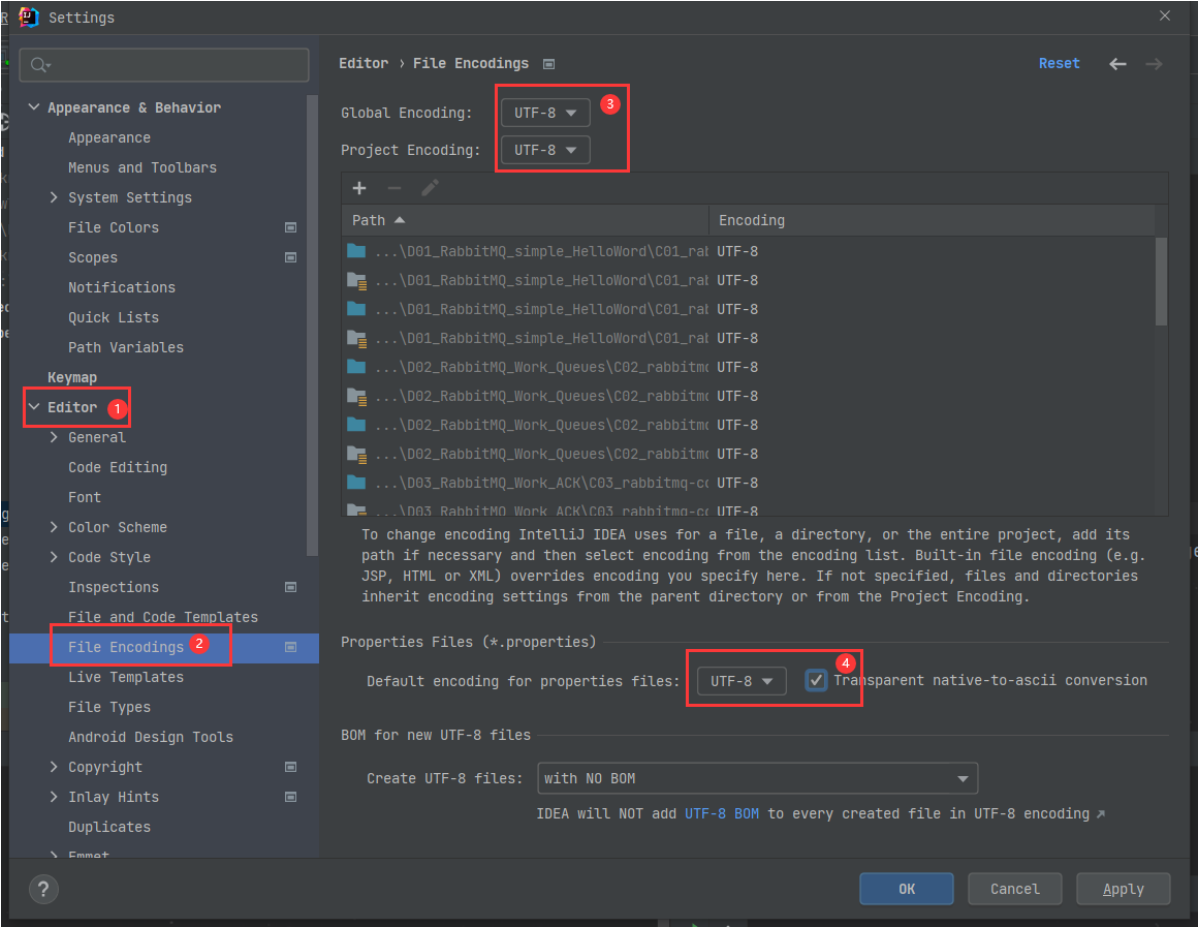 Settings
Editor › File Encodings
Reset
Appearance & Behavior
Appearance
Menus and Toolbars
System Settings
File Colors
Scopes
Notifications
Quick Lists
Path Variables
Keymap
Editor 1
General
Code Editing
Font
Color Scheme
Code Style
Inspections
File and Code Templates
File Encodings 2
Live Templates
File Types
Android Design Tools
Copyright
Inlay Hints
Duplicates
Emmet
Global Encoding: UTF-8 3
Project Encoding: UTF-8
Path Encoding
...\D01_RabbitMQ_simple_HelloWord\C01_rab UTF-8
...\D01_RabbitMQ_simple_HelloWord\C01_rab UTF-8
...\D01_RabbitMQ_simple_HelloWord\C01_rab UTF-8
...\D01_RabbitMQ_simple_HelloWord\C01_rab UTF-8
...\D02_RabbitMQ_Work_Queues\C02_rabbitmq UTF-8
...\D02_RabbitMQ_Work_Queues\C02_rabbitmq UTF-8
...\D02_RabbitMQ_Work_Queues\C02_rabbitmq UTF-8
...\D02_RabbitMQ_Work_Queues\C02_rabbitmq UTF-8
...\D03_RabbitMQ_Work_ACK\C03_rabbitmq-co UTF-8
...\D03_RabbitMQ_Work_ACK\C03_rabbitmq-co UTF-8
To change encoding IntelliJ IDEA uses for a file, a directory, or the entire project, add its
path if necessary and then select encoding from the encoding list. Built-in file encoding (e.g.
JSP, HTML or XML) overrides encoding you specify here. If not specified, files and directories
inherit encoding settings from the parent directory or from the Project Encoding.
Properties Files (*.properties)
4
Default encoding for properties files: UTF-8 Transparent native-to-ascii conversion
BOM for new UTF-8 files
Create UTF-8 files: with NO BOM
IDEA will NOT add UTF-8 BOM to every created file in UTF-8 encoding ↗
? OK Cancel Apply